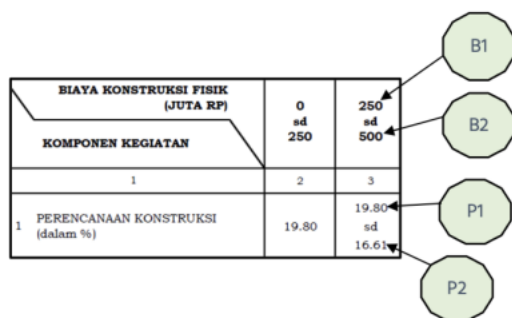 BIAYA KONSTRUKSI FISIK
(JUTA RP)
KOMPONEN KEGIATAN
0
sd
250
250
sd
500
1
2
3
1
PERENCANAAN KONSTRUKSI
(dalam %)
19.80
19.80
sd
16.61
B1
B2
P1
P2